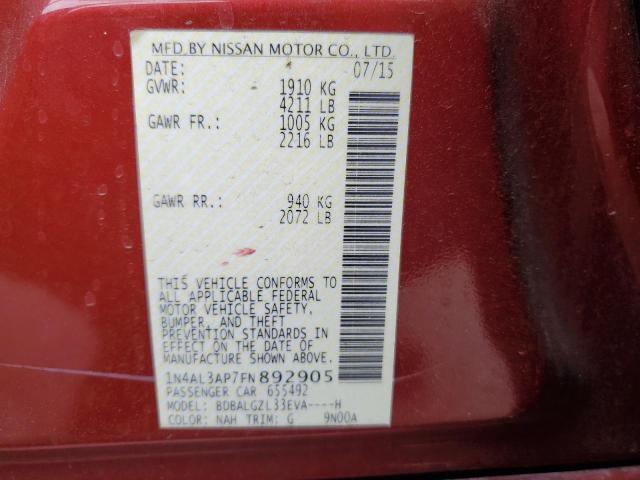 MFD BY NISSAN MOTOR CO., LTD.
DATE: 07/15
GVWR: 1910 KG
4211 LB
GAWR FR.: 1005 KG
2216 LB
GAWR RR.: 940 KG
2072 LB
THIS VEHICLE CONFORMS TO
ALL APPLICABLE FEDERAL
MOTOR VEHICLE SAFETY,
BUMPER, AND THEFT
PREVENTION STANDARDS IN
EFFECT ON THE DATE OF
MANUFACTURE SHOWN ABOVE.
1N4AL3AP7FN892905
PASSENGER CAR 655492
MODEL: BDBALGZL33EVA----H
COLOR: NAH TRIM: G 9N00A